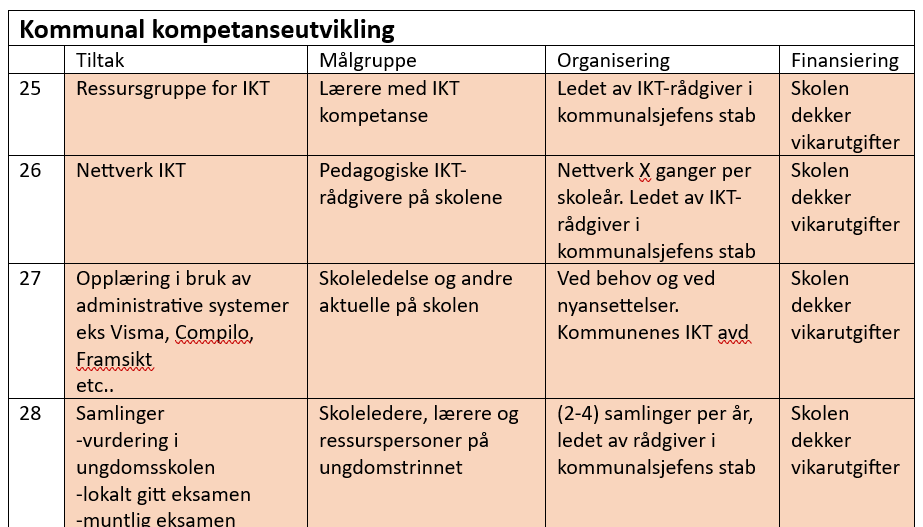 Kommunal kompetanseutvikling
Tiltak Målgruppe Organisering Finansiering
25 Ressursgruppe for IKT Lærere med IKT Ledet av IKT-rådgiver i Skolen
kompetanse kommunalsjefens stab dekker
vikarutgifter
26 Nettverk IKT Pedagogiske IKT- Nettverk X ganger per Skolen
rådgivere på skolene skoleår. Ledet av IKT- dekker
rådgiver i vikarutgifter
kommunalsjefens stab
27 Opplæring i bruk av Skoleledelse og andre Ved behov og ved Skolen
administrative systemer aktuelle på skolen nyansettelser. dekker
eks Visma, Compilo, Kommunenes IKT avd vikarutgifter
Framsikt
etc..
28 Samlinger Skoleledere, lærere og (2-4) samlinger per år, Skolen
-vurdering i ressurspersoner på ledet av rådgiver i dekker
ungdomsskolen ungdomstrinnet kommunalsjefens stab vikarutgifter
-lokalt gitt eksamen
-muntlig eksamen